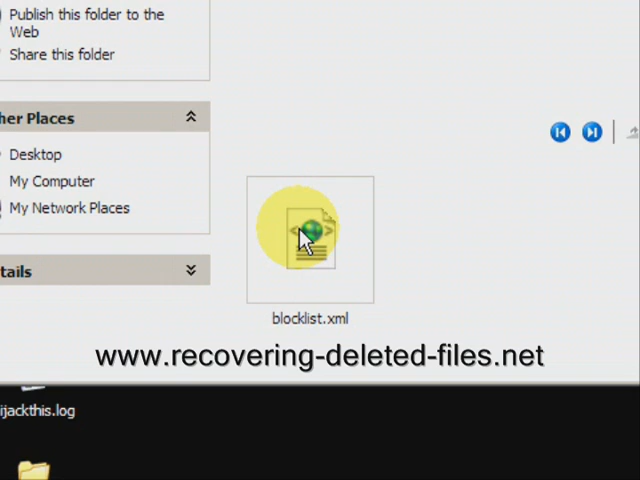 Publish this folder to the
Web
Share this folder
her Places
Desktop
My Computer
My Network Places
tails
blocklist.xml
www.recovering-deleted-files.net
ijackthis.log